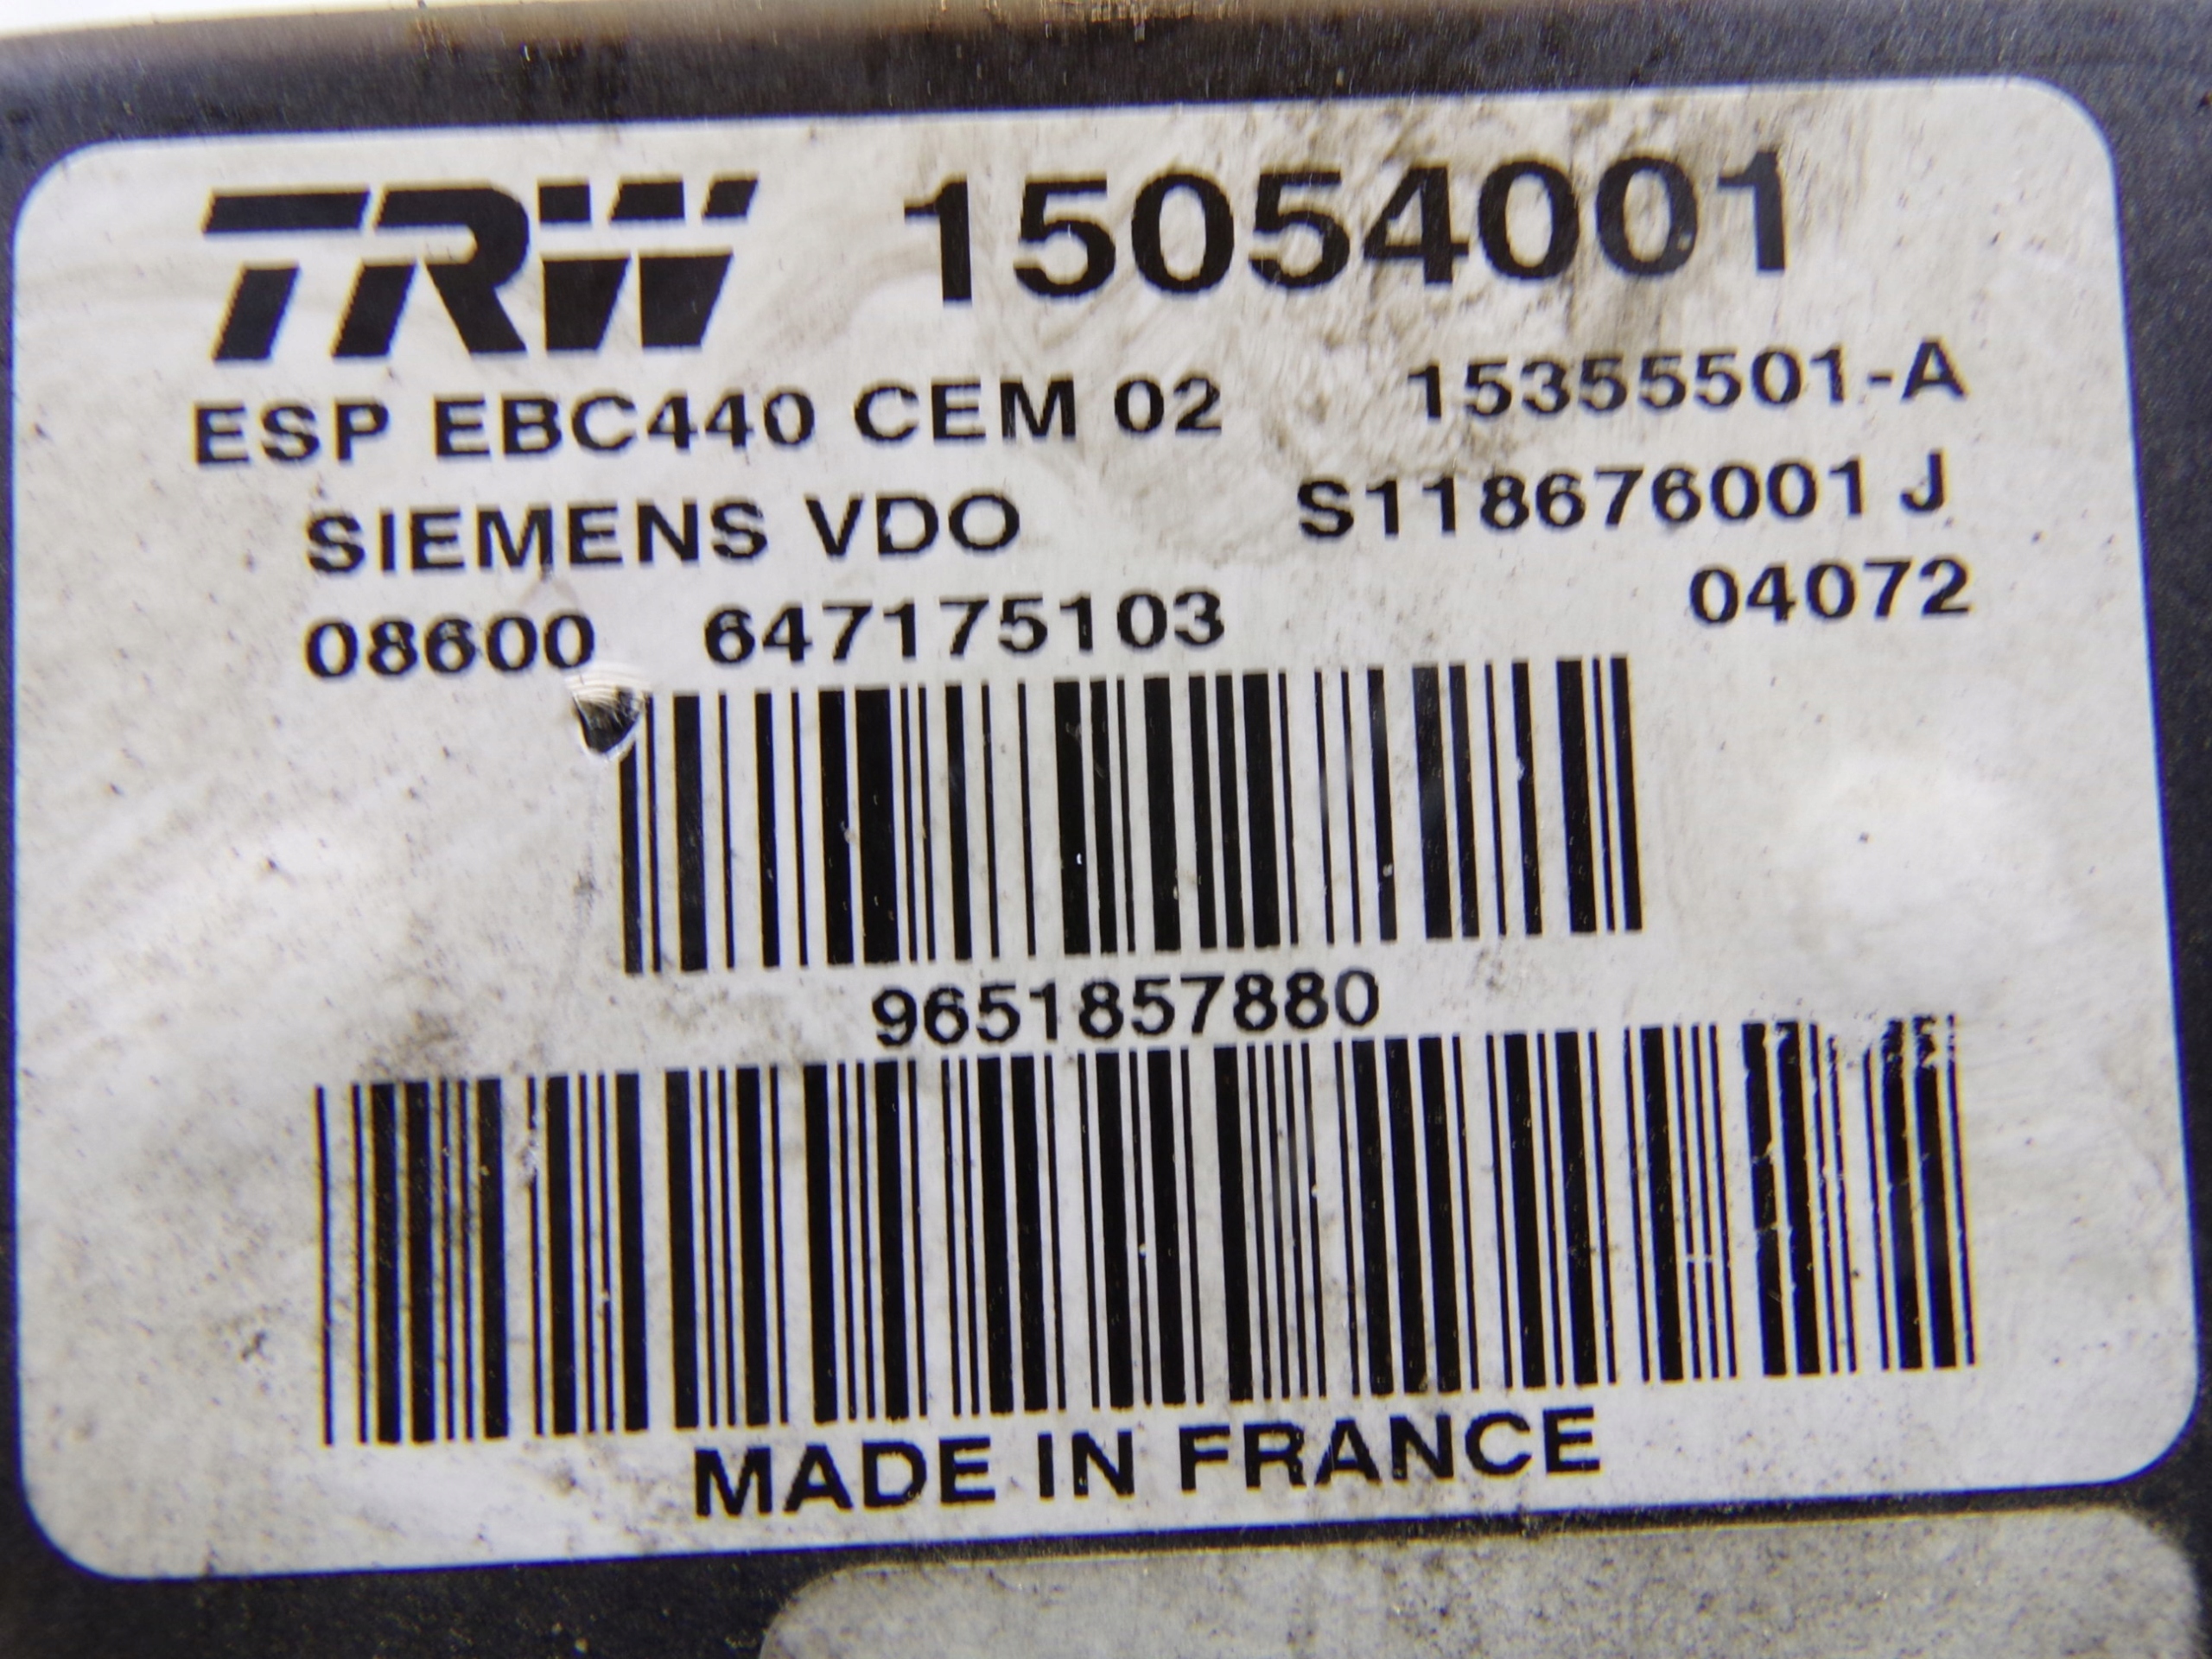 TRW 15054001
ESP EBC440 CEM 02 15355501-A
SIEMENS VDO S118676001 J
08600 647175103 04072
9651857880
MADE IN FRANCE